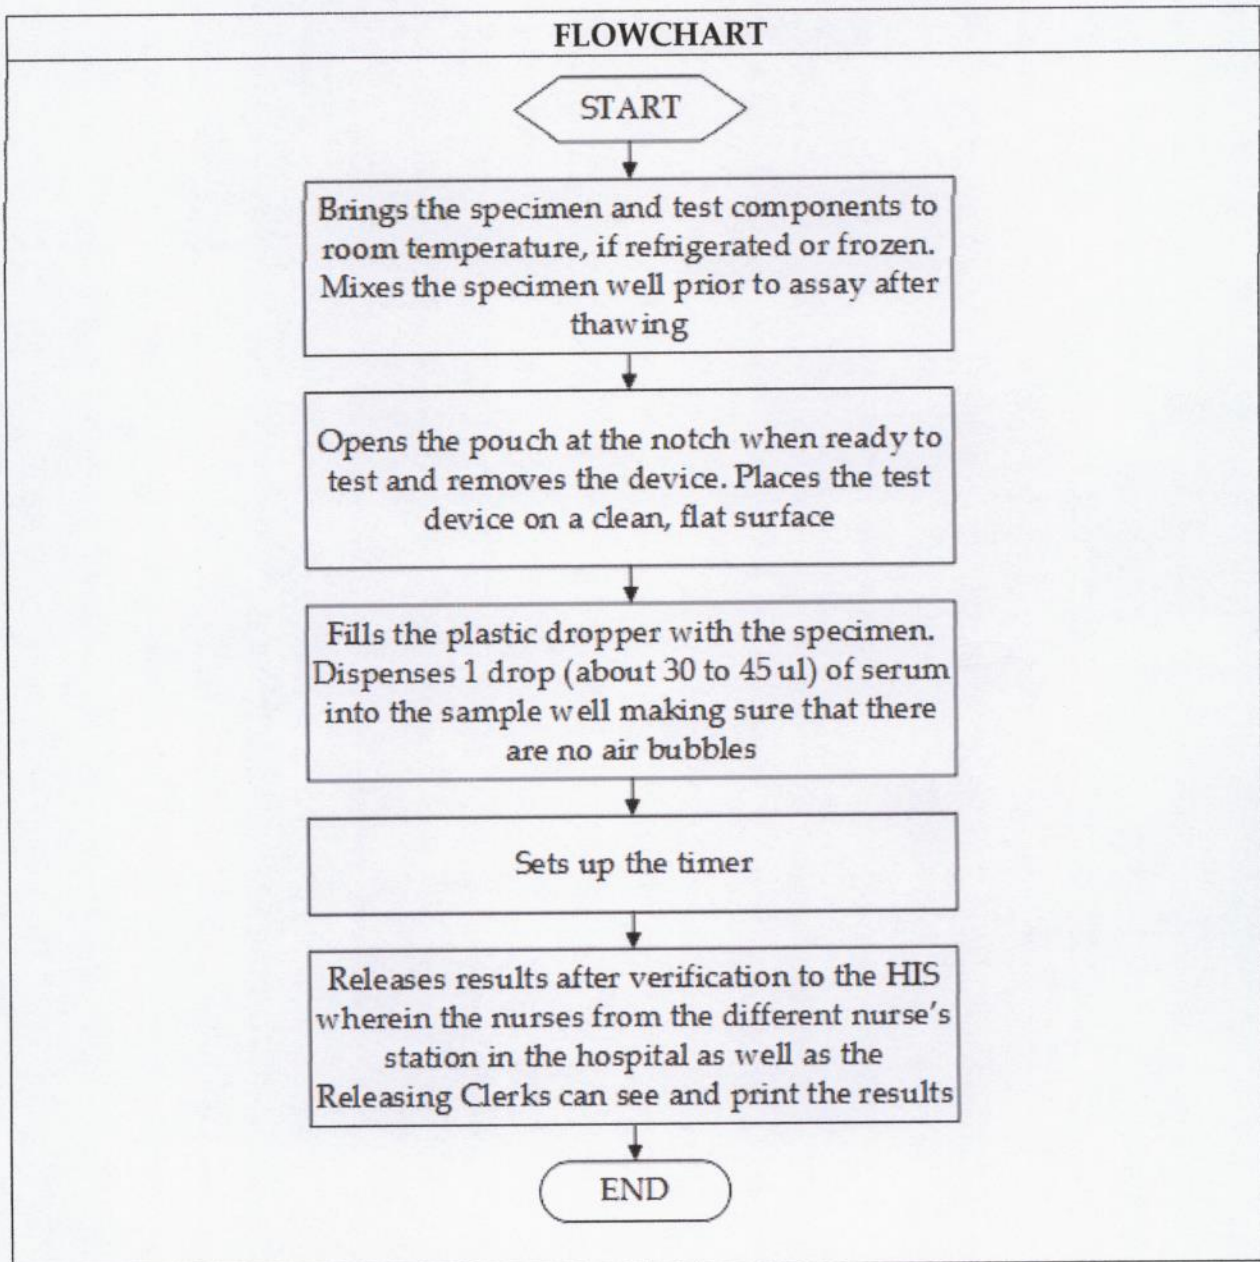 FLOWCHART
START
Brings the specimen and test components to
room temperature, if refrigerated or frozen.
Mixes the specimen well prior to assay after
thawing
Opens the pouch at the notch when ready to
test and removes the device. Places the test
device on a clean, flat surface
Fills the plastic dropper with the specimen.
Dispenses 1 drop (about 30 to 45 ul) of serum
into the sample well making sure that there
are no air bubbles
Sets up the timer
Releases results after verification to the HIS
wherein the nurses from the different nurse's
station in the hospital as well as the
Releasing Clerks can see and print the results
END